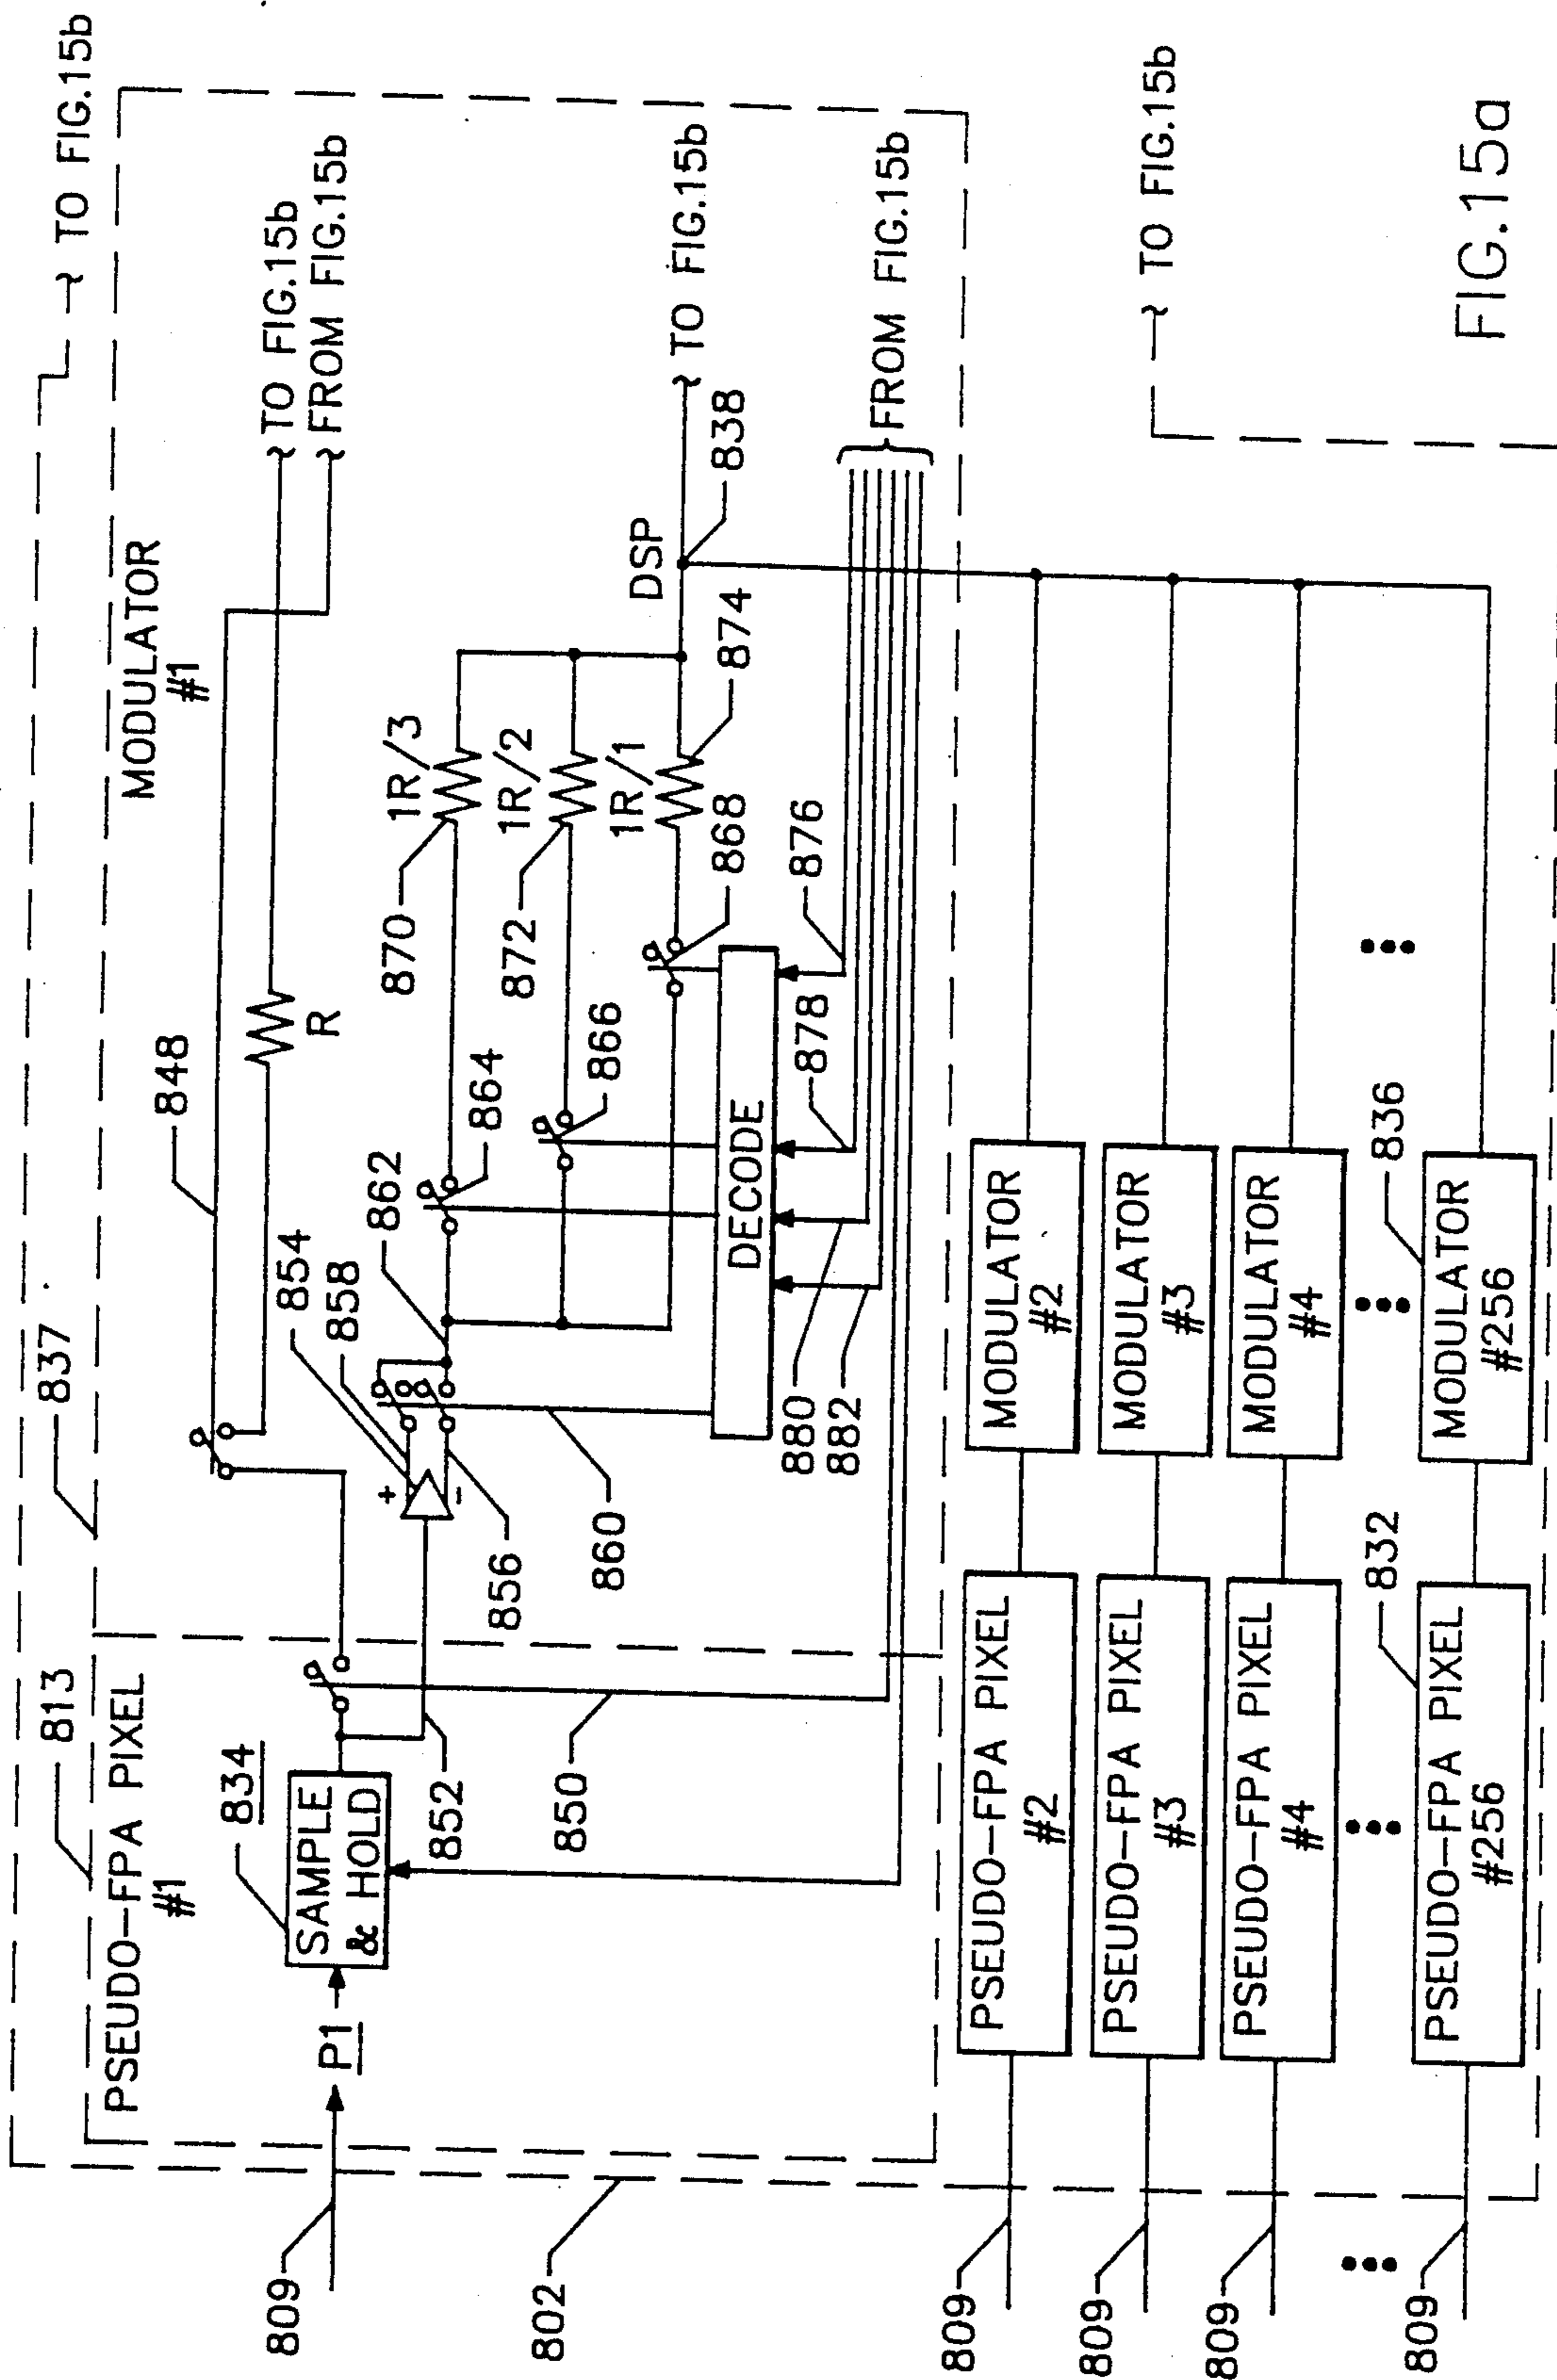 TO FIG.15b
837
813
848
MODULATOR
#1
TO FIG.15b
FROM FIG.15b
PSEUDO-FPA PIXEL
#1
R
834
SAMPLE
& HOLD
809
P1
854
858
+
-
862
864
870
1R/3
866
872
1R/2
1R/1
868
874
DSP
838
TO FIG.15b
852
850
856
860
DECODE
880
882
878
876
FROM FIG.15b
802
809
PSEUDO-FPA PIXEL
#2
MODULATOR
#2
809
PSEUDO-FPA PIXEL
#3
MODULATOR
#3
809
PSEUDO-FPA PIXEL
#4
MODULATOR
#4
832
836
809
PSEUDO-FPA PIXEL
#256
MODULATOR
#256
TO FIG.15b
FIG.15a